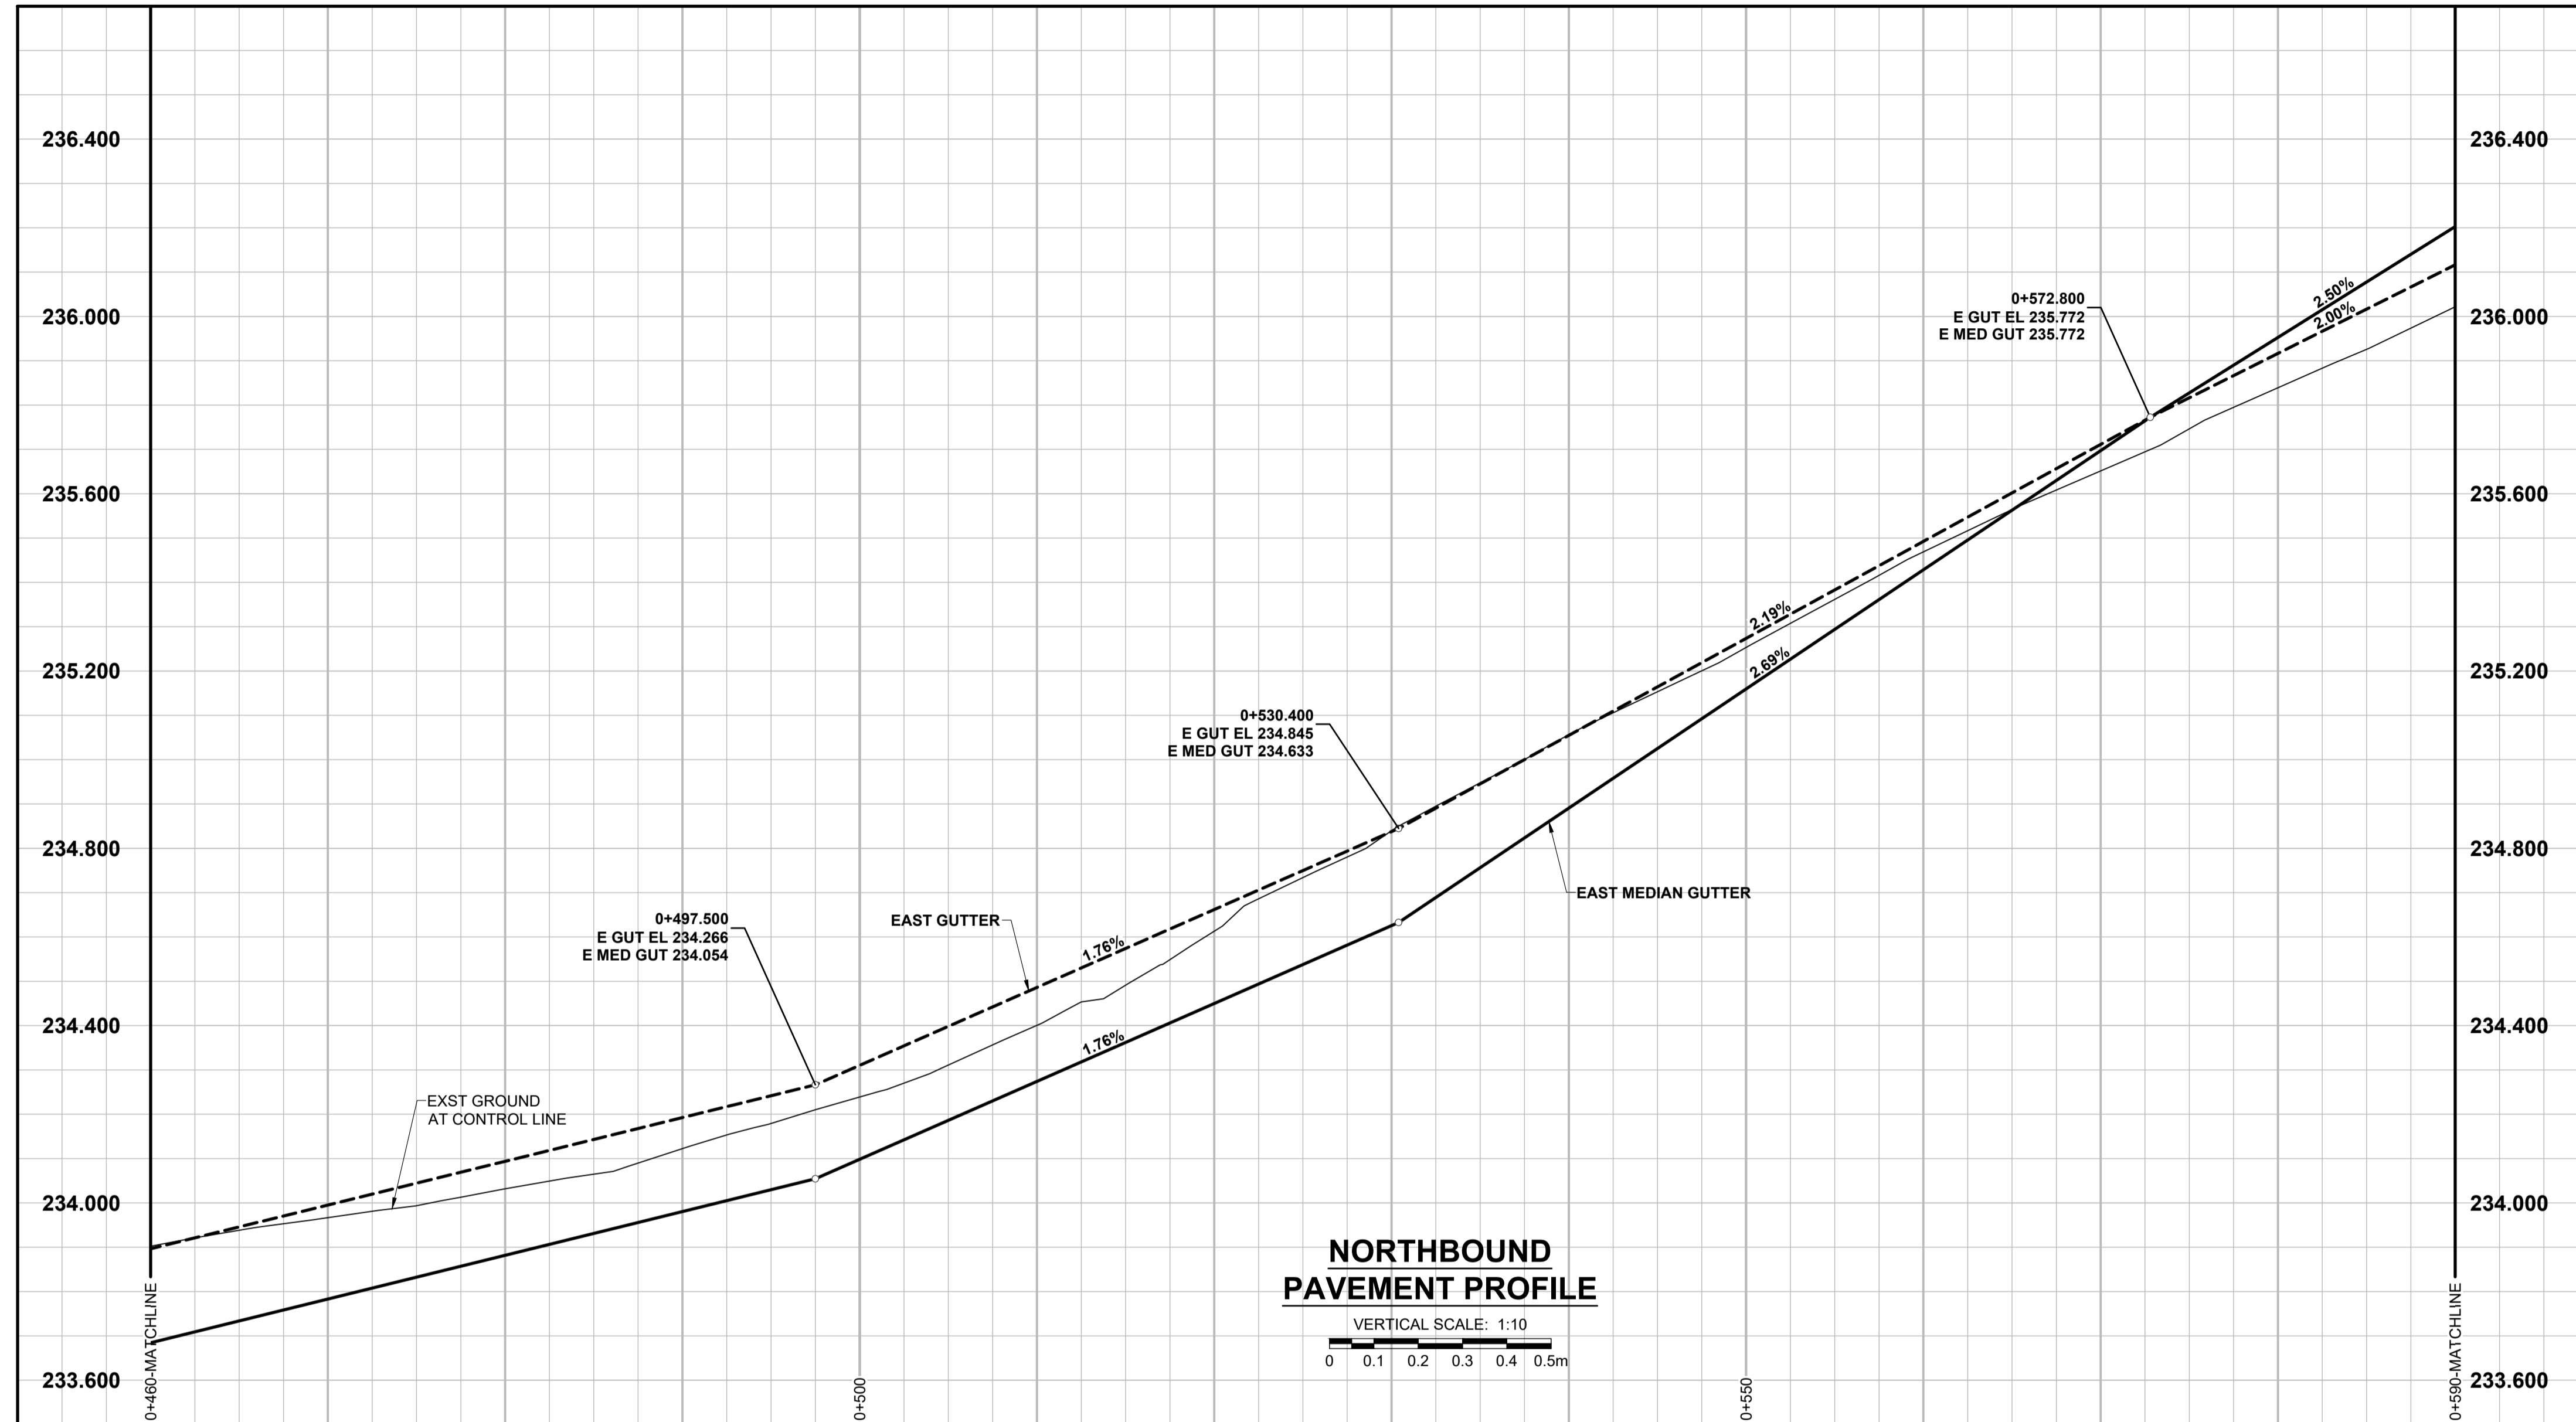 236.400
236.400
0+572.800
E GUT EL 235.772
E MED GUT 235.772
2.50%
2.00%
236.000
236.000
235.600
235.600
2.19%
2.69%
235.200
235.200
0+530.400
E GUT EL 234.845
E MED GUT 234.633
234.800
234.800
EAST MEDIAN GUTTER
0+497.500
E GUT EL 234.266
E MED GUT 234.054
EAST GUTTER
1.76%
234.400
234.400
1.76%
EXST GROUND
AT CONTROL LINE
234.000
234.000
NORTHBOUND
PAVEMENT PROFILE
VERTICAL SCALE: 1:10
0 0.1 0.2 0.3 0.4 0.5m
233.600
233.600
0+460-MATCHLINE
0+500
0+550
0+590-MATCHLINE